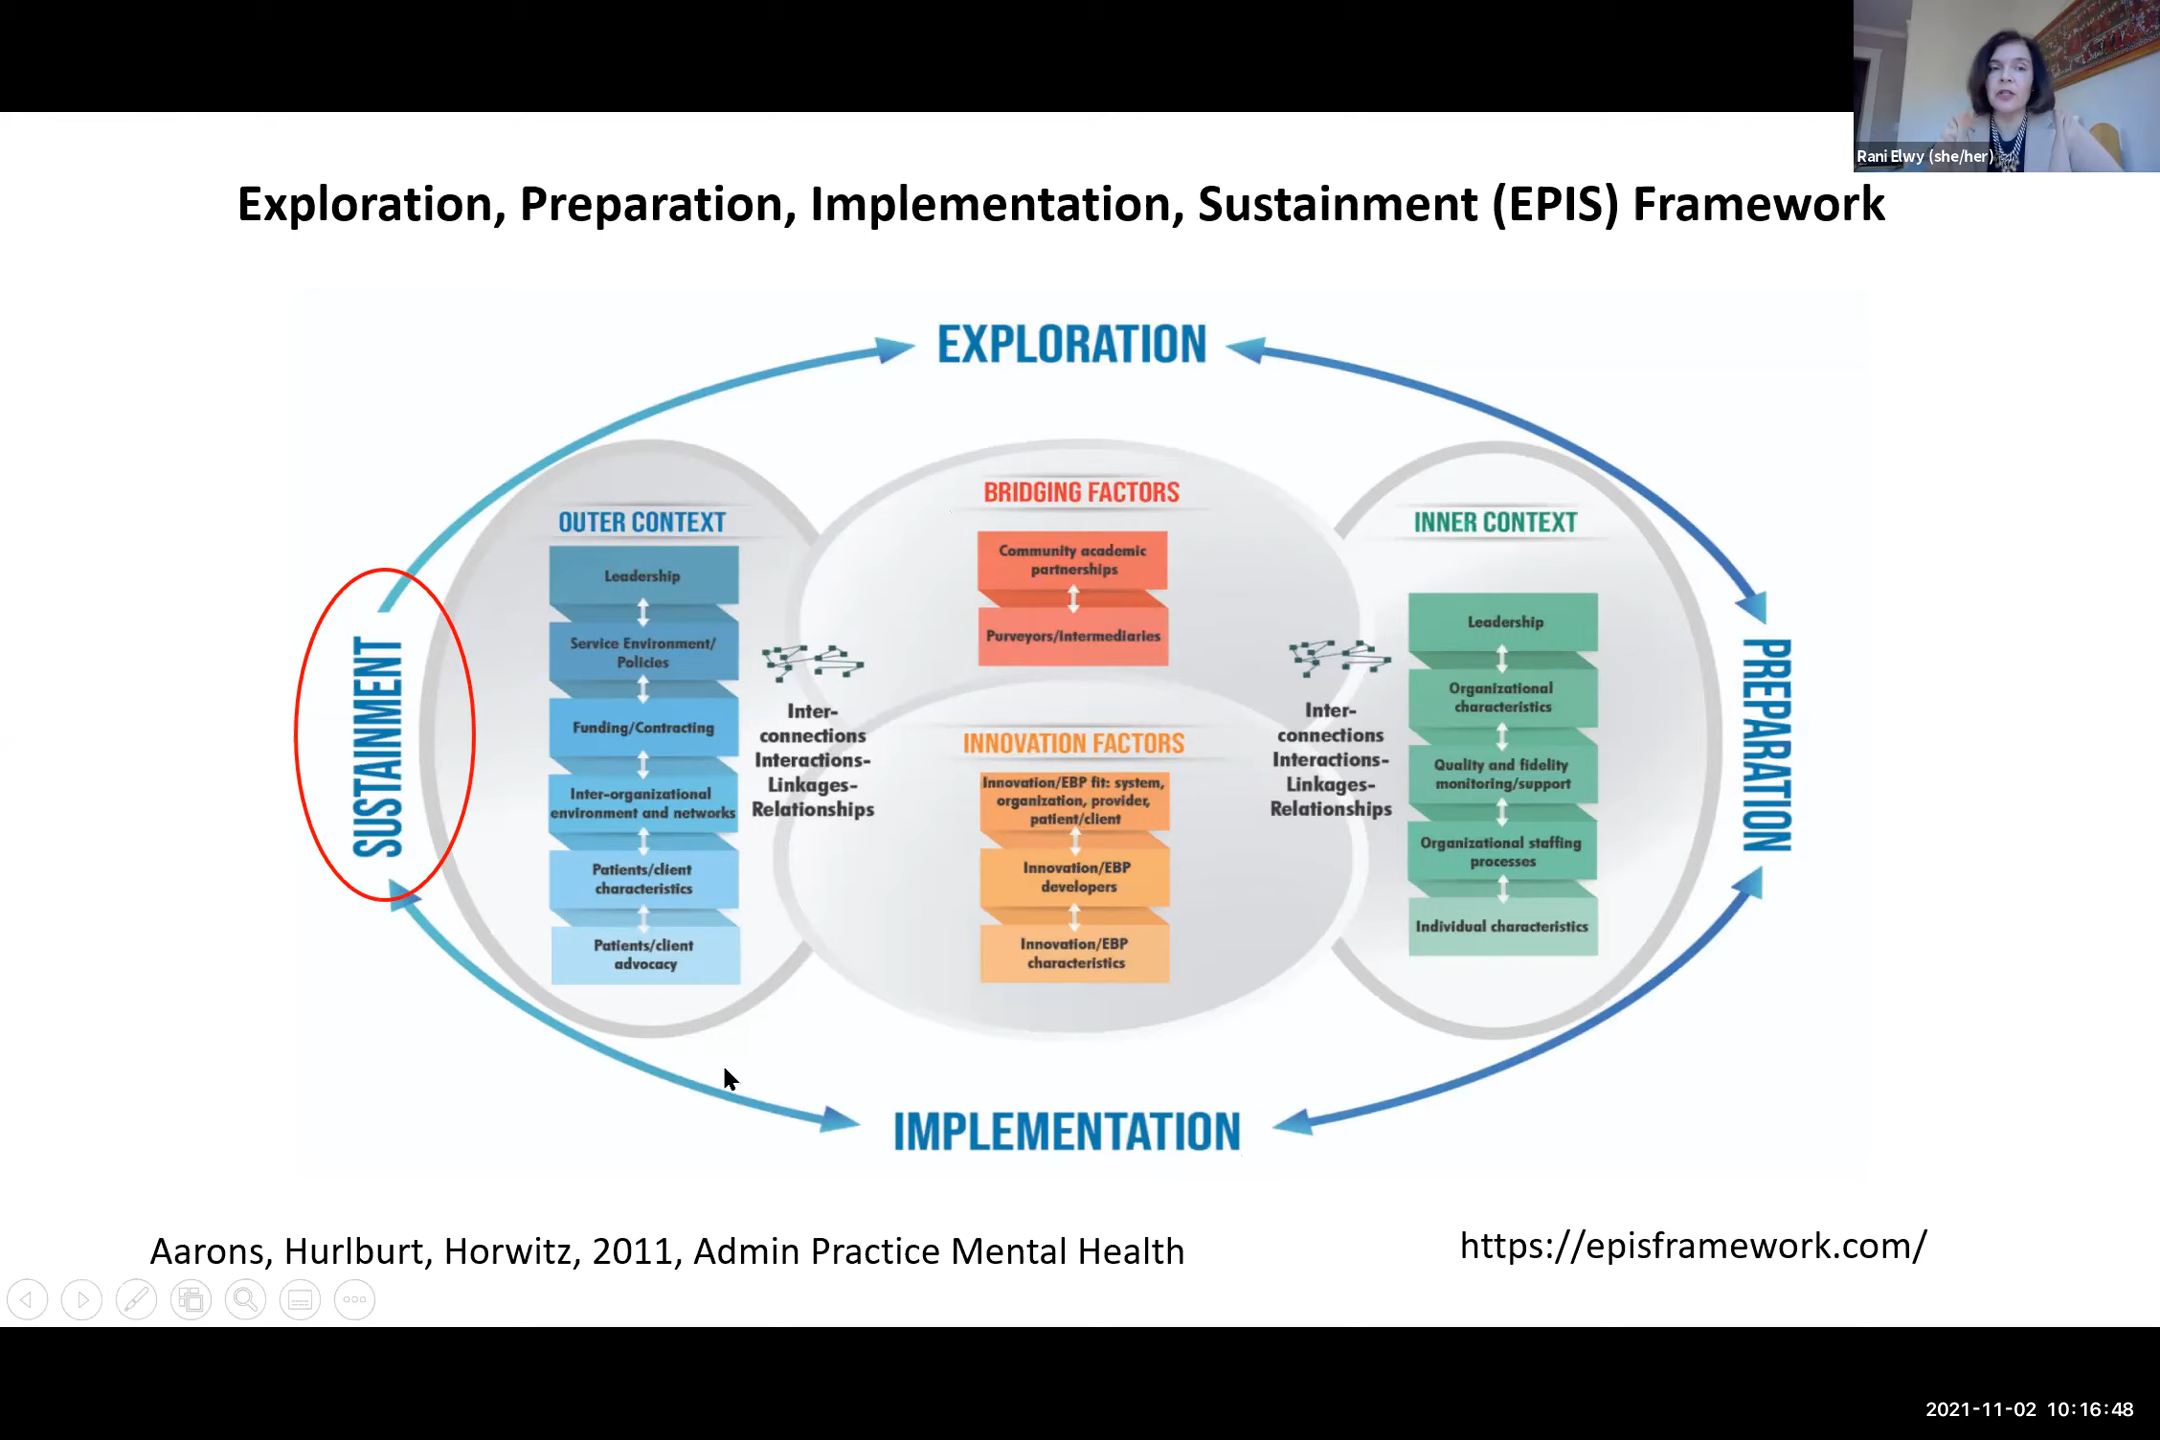 Rani Elwy (she/her)
Exploration, Preparation, Implementation, Sustainment (EPIS) Framework
EXPLORATION
SUSTAINMENT
OUTER CONTEXT
Leadership
Service Environment/
Policies
Funding/Contracting
Inter-organizational
environment and networks
Patients/client
characteristics
Patients/client
advocacy
Inter-
connections
Interactions-
Linkages-
Relationships
BRIDGING FACTORS
Community academic
partnerships
Purveyors/intermediaries
INNOVATION FACTORS
Innovation/EBP fit: system,
organization, provider,
patient/client
Innovation/EBP
developers
Innovation/EBP
characteristics
Inter-
connections
Interactions-
Linkages-
Relationships
INNER CONTEXT
Leadership
Organizational
characteristics
Quality and fidelity
monitoring/support
Organizational staffing
processes
Individual characteristics
PREPARATION
IMPLEMENTATION
Aarons, Hurlburt, Horwitz, 2011, Admin Practice Mental Health
https://episframework.com/
2021-11-02 10:16:48